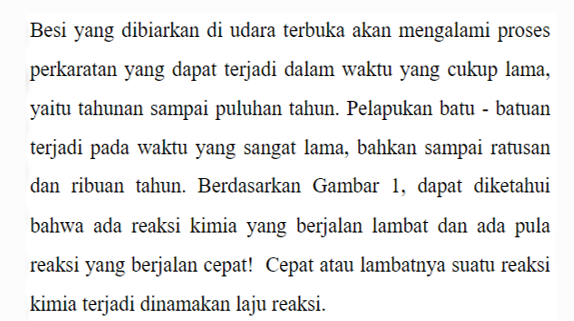 Besi yang dibiarkan di udara terbuka akan mengalami proses
perkaratan yang dapat terjadi dalam waktu yang cukup lama,
yaitu tahunan sampai puluhan tahun. Pelapukan batu - batuan
terjadi pada waktu yang sangat lama, bahkan sampai ratusan
dan ribuan tahun. Berdasarkan Gambar 1, dapat diketahui
bahwa ada reaksi kimia yang berjalan lambat dan ada pula
reaksi yang berjalan cepat!  Cepat atau lambatnya suatu reaksi
kimia terjadi dinamakan laju reaksi.